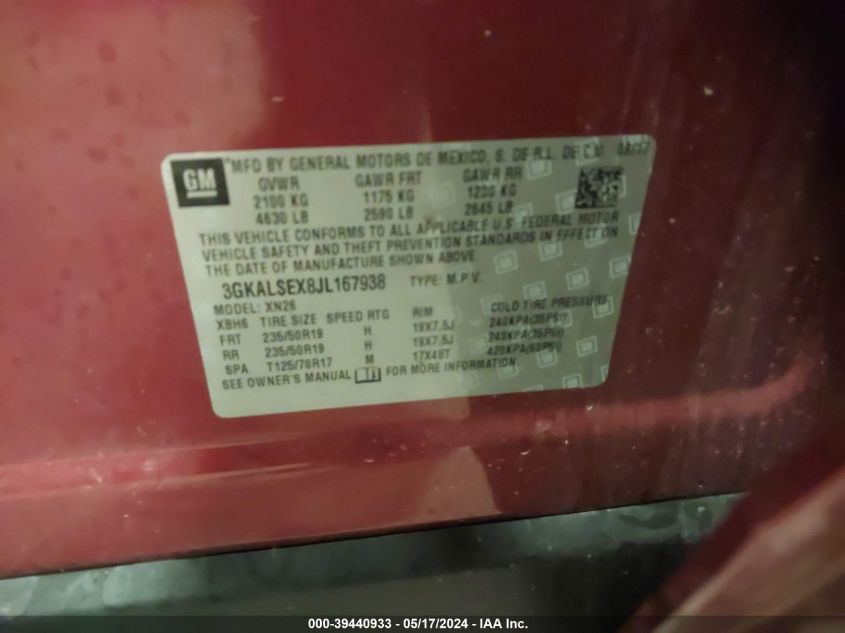 GM
MFD BY GENERAL MOTORS DE MEXICO, S. DE R.L. DE C.V.
GVWR GAWR FRT GAWR RR
2100 KG 1175 KG 1200 KG
4630 LB 2590 LB 2645 LB
THIS VEHICLE CONFORMS TO ALL APPLICABLE U.S. FEDERAL MOTOR
VEHICLE SAFETY AND THEFT PREVENTION STANDARDS IN EFFECT ON
THE DATE OF MANUFACTURE SHOWN ABOVE.
3GKALSEX8JL167938 TYPE: M.P.V.
MODEL: XN26
XBH6 TIRE SIZE SPEED RTG RIM COLD TIRE PRESSURE
FRT 235/50R19 H 19X7.5J 240KPA(35PSI)
RR 235/50R19 H 19X7.5J 240KPA(35PSI)
SPA T125/70R17 M 17X4BT 420KPA(60PSI)
SEE OWNER'S MANUAL FOR MORE INFORMATION.
000-39440933 - 05/17/2024 - IAA Inc.